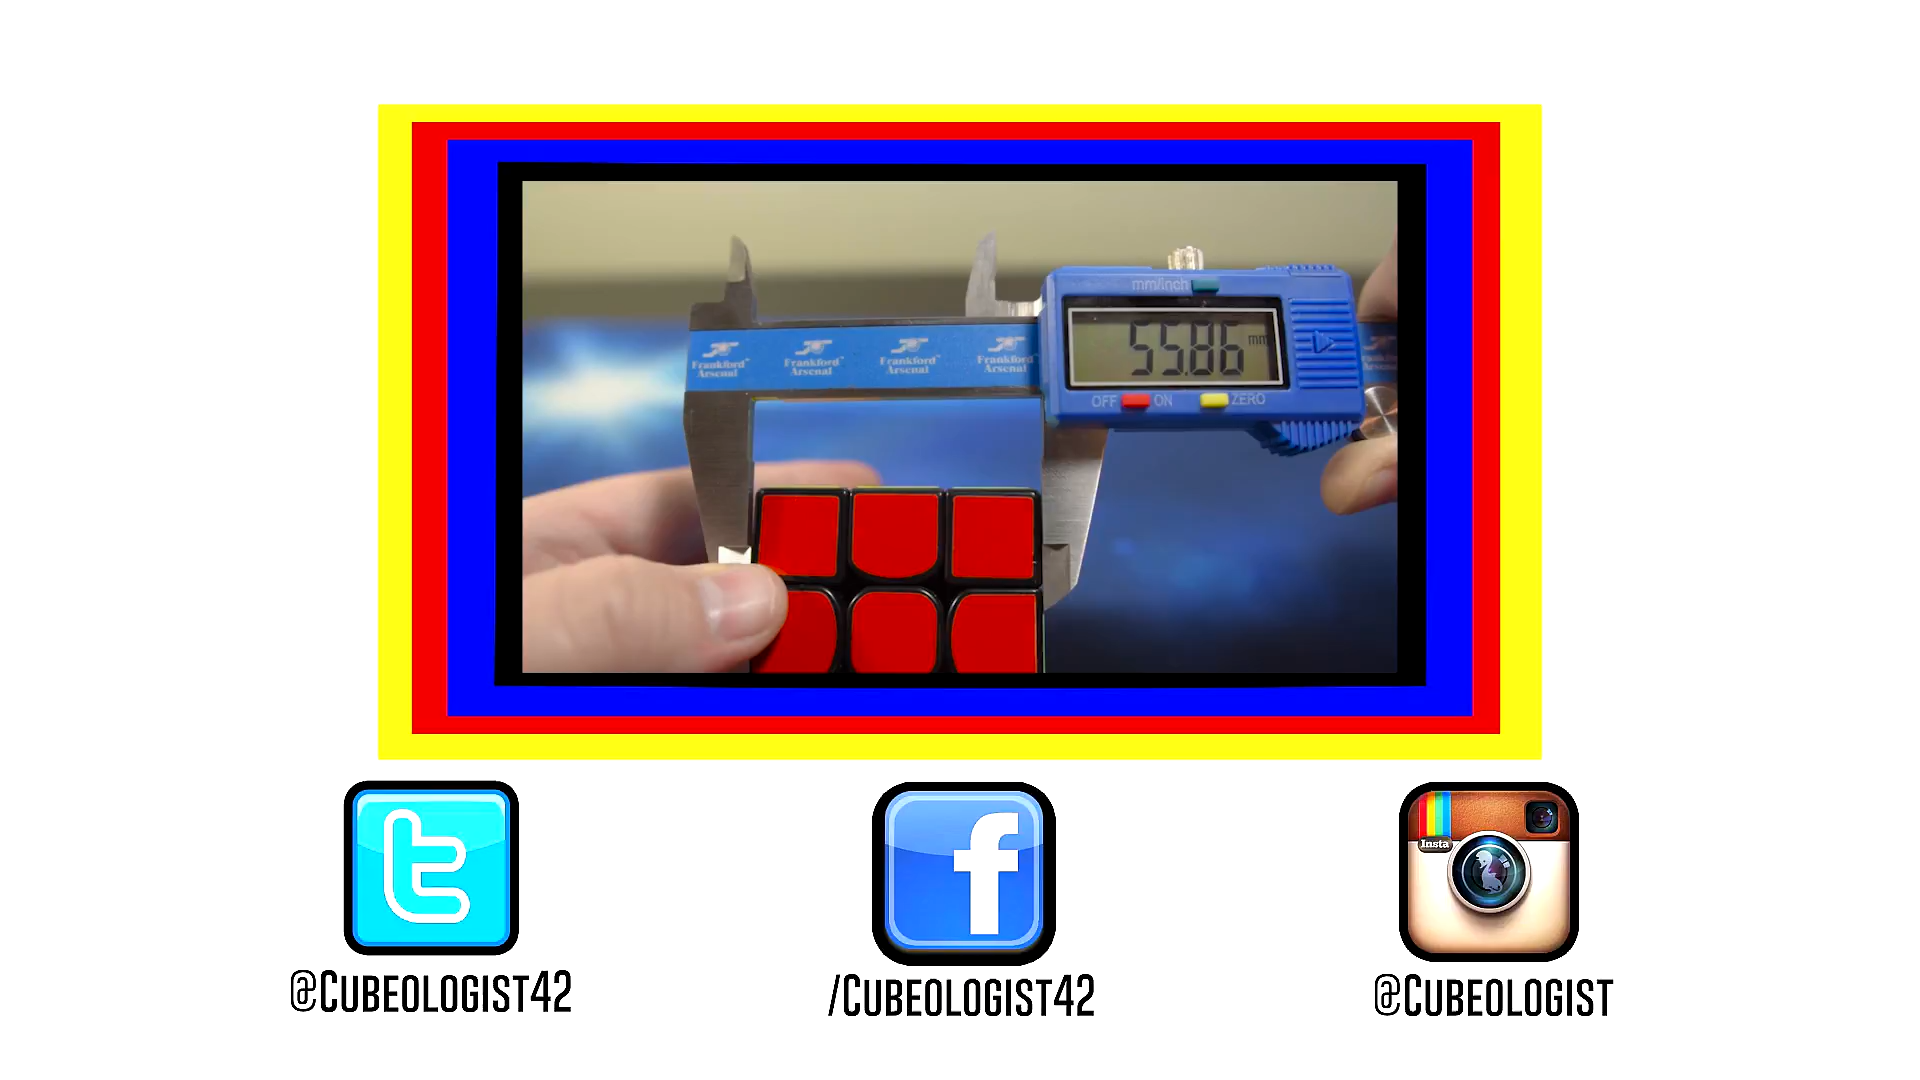 mm/inch
55.86 mm
Frankford Arsenal
Frankford Arsenal
Frankford Arsenal
Frankford Arsenal
OFF ON ZERO
Insta
@CUBEOLOGIST42
/CUBEOLOGIST42
@CUBEOLOGIST